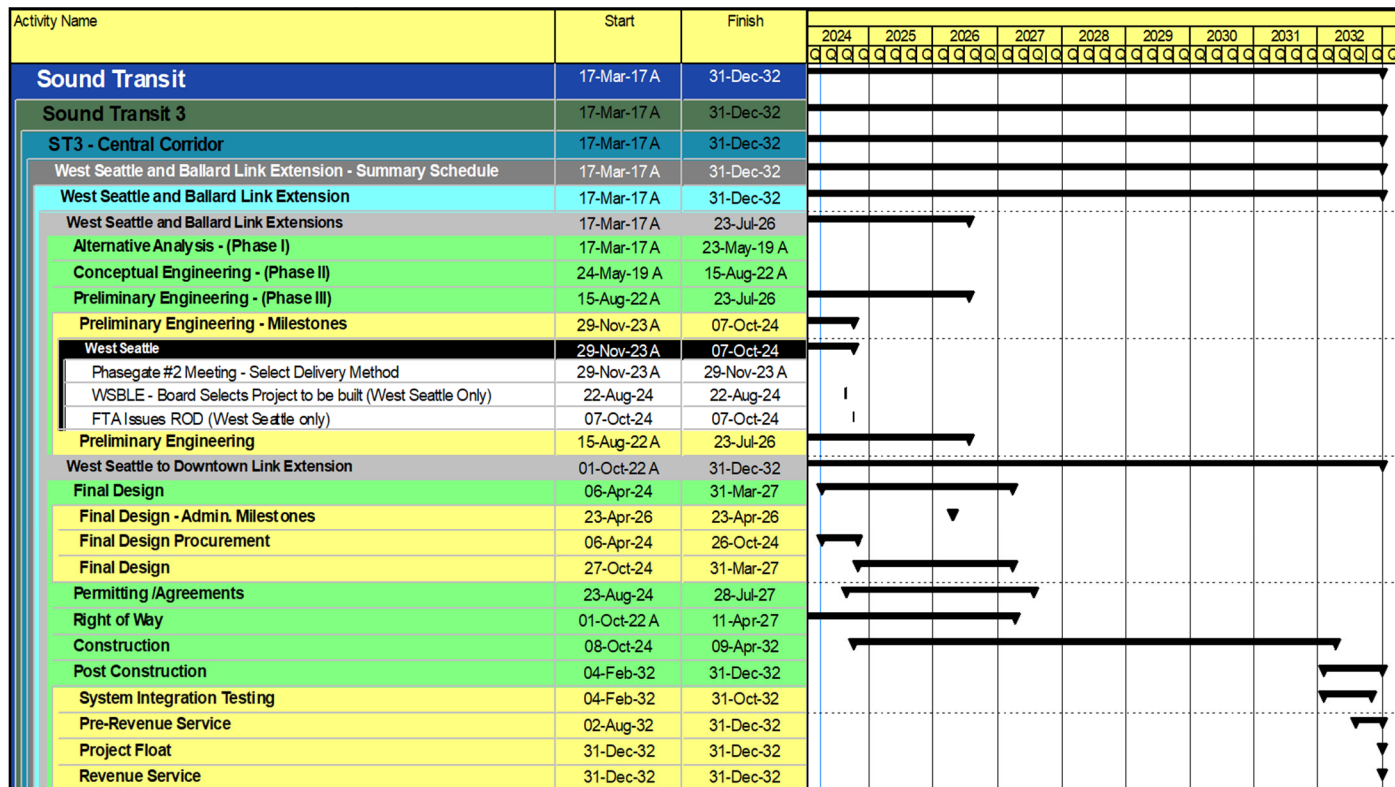 Activity Name Start Finish
2024 2025 2026 2027 2028 2029 2030 2031 2032
Q Q Q Q Q Q Q Q Q Q Q Q Q Q Q Q Q Q Q Q Q Q Q Q Q Q Q Q Q Q Q Q Q Q Q Q Q
Sound Transit 17-Mar-17 A 31-Dec-32
Sound Transit 3 17-Mar-17 A 31-Dec-32
ST3 - Central Corridor 17-Mar-17 A 31-Dec-32
West Seattle and Ballard Link Extension - Summary Schedule 17-Mar-17 A 31-Dec-32
West Seattle and Ballard Link Extension 17-Mar-17 A 31-Dec-32
West Seattle and Ballard Link Extensions 17-Mar-17 A 23-Jul-26
Alternative Analysis - (Phase I) 17-Mar-17 A 23-May-19 A
Conceptual Engineering - (Phase II) 24-May-19 A 15-Aug-22 A
Preliminary Engineering - (Phase III) 15-Aug-22 A 23-Jul-26
Preliminary Engineering - Milestones 29-Nov-23 A 07-Oct-24
West Seattle 29-Nov-23 A 07-Oct-24
Phasegate #2 Meeting - Select Delivery Method 29-Nov-23 A 29-Nov-23 A
WSBLE - Board Selects Project to be built (West Seattle Only) 22-Aug-24 22-Aug-24
FTA Issues ROD (West Seattle only) 07-Oct-24 07-Oct-24
Preliminary Engineering 15-Aug-22 A 23-Jul-26
West Seattle to Downtown Link Extension 01-Oct-22 A 31-Dec-32
Final Design 06-Apr-24 31-Mar-27
Final Design - Admin. Milestones 23-Apr-26 23-Apr-26
Final Design Procurement 06-Apr-24 26-Oct-24
Final Design 27-Oct-24 31-Mar-27
Permitting /Agreements 23-Aug-24 28-Jul-27
Right of Way 01-Oct-22 A 11-Apr-27
Construction 08-Oct-24 09-Apr-32
Post Construction 04-Feb-32 31-Dec-32
System Integration Testing 04-Feb-32 31-Oct-32
Pre-Revenue Service 02-Aug-32 31-Dec-32
Project Float 31-Dec-32 31-Dec-32
Revenue Service 31-Dec-32 31-Dec-32